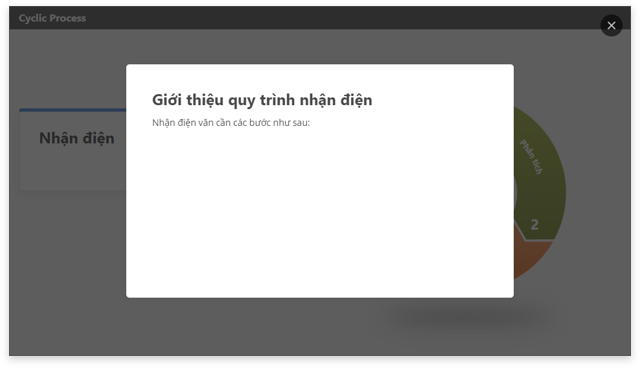 Cyclic Process
Giới thiệu quy trình nhận điện
Nhận điện văn cần các bước như sau:
Nhận điện
Phân tích
2